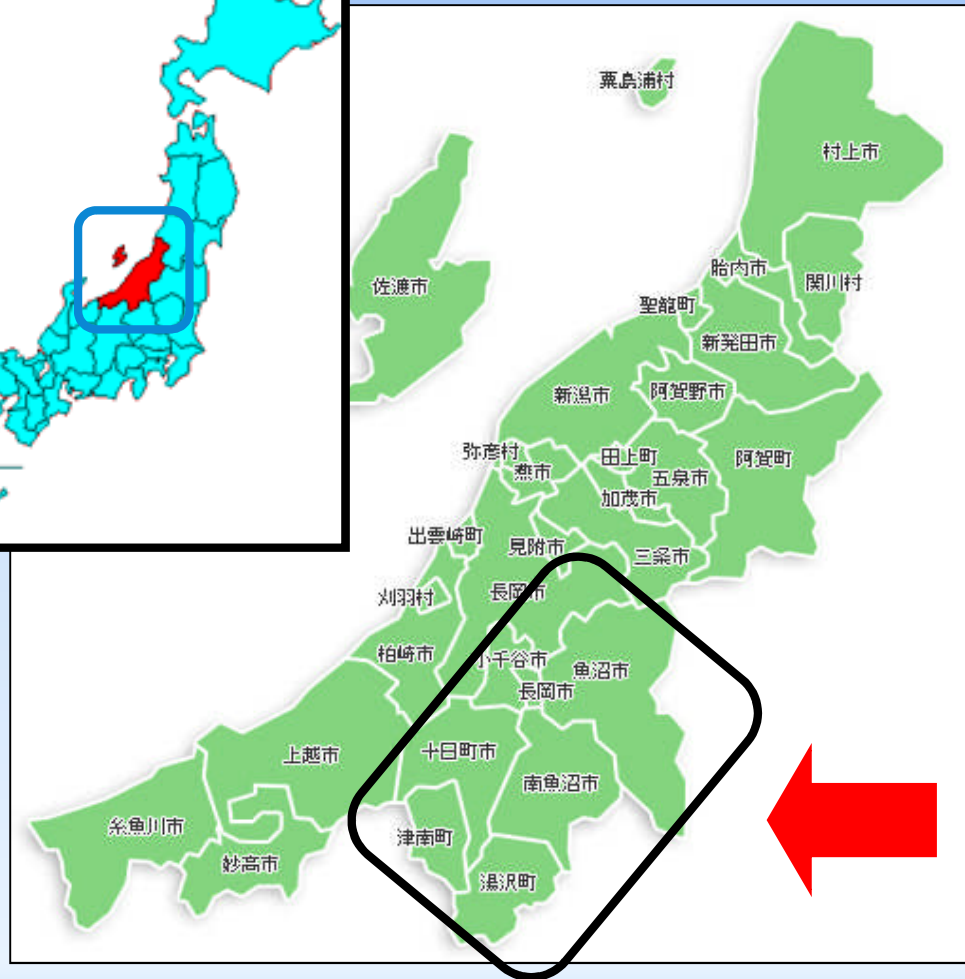 粟島浦村
村上市
胎内市
関川村
佐渡市
聖籠町
新発田市
新潟市
阿賀野市
弥彦村
燕市
田上町
阿賀町
五泉市
加茂市
出雲崎町
見附市
三条市
長岡市
刈羽村
柏崎市
小千谷市
魚沼市
長岡市
上越市
十日町市
南魚沼市
糸魚川市
津南町
妙高市
湯沢町